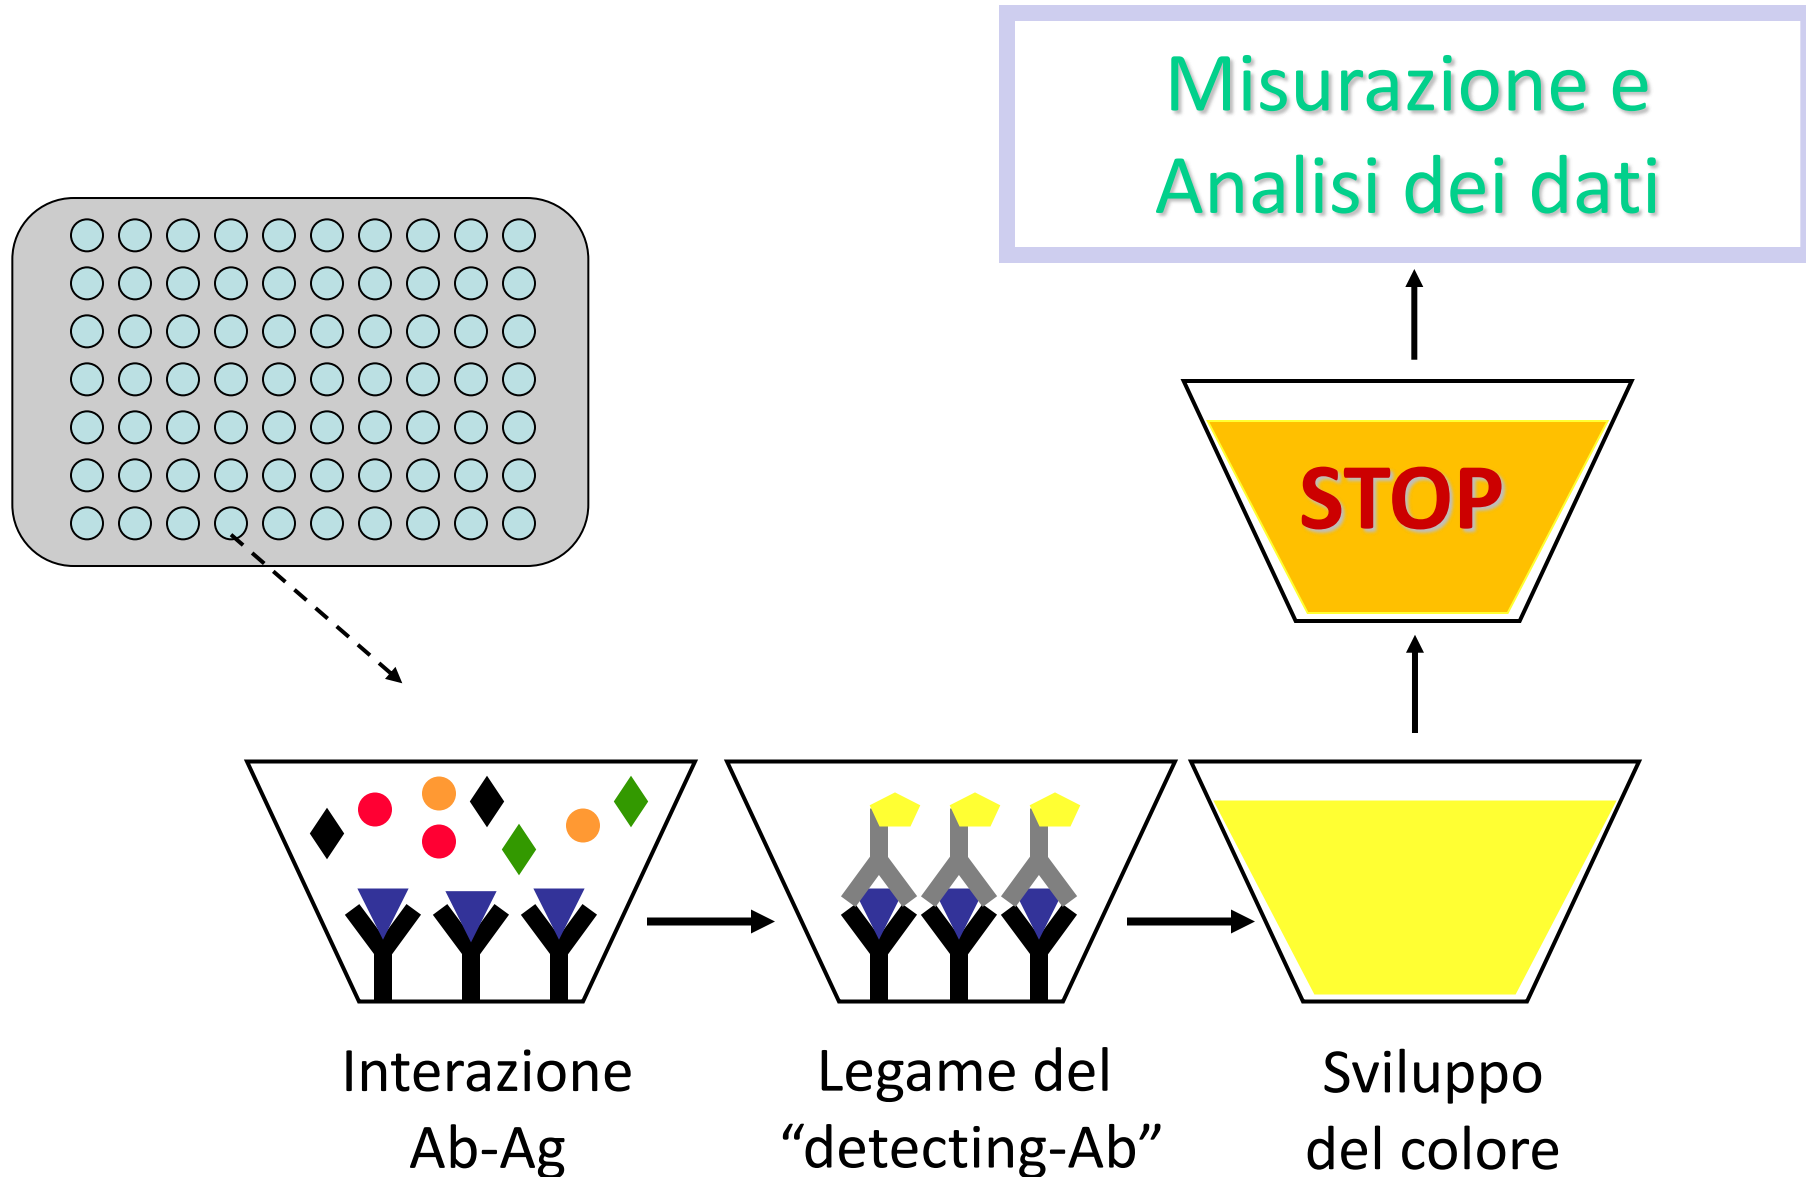 Misurazione e
Analisi dei dati
STOP
Interazione
Ab-Ag
Legame del
“detecting-Ab”
Sviluppo
del colore